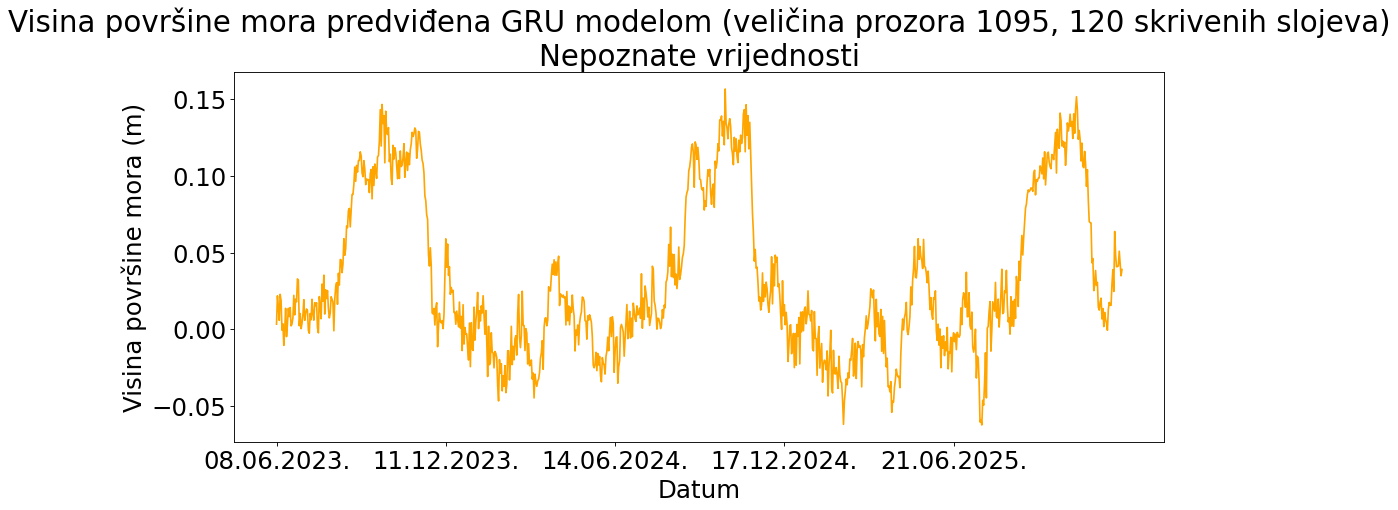 Visina površine mora predviđena GRU modelom (veličina prozora 1095, 120 skrivenih slojeva)
Nepoznate vrijednosti
Visina površine mora (m)
0.15
0.10
0.05
0.00
−0.05
08.06.2023. 11.12.2023. 14.06.2024. 17.12.2024. 21.06.2025.
Datum